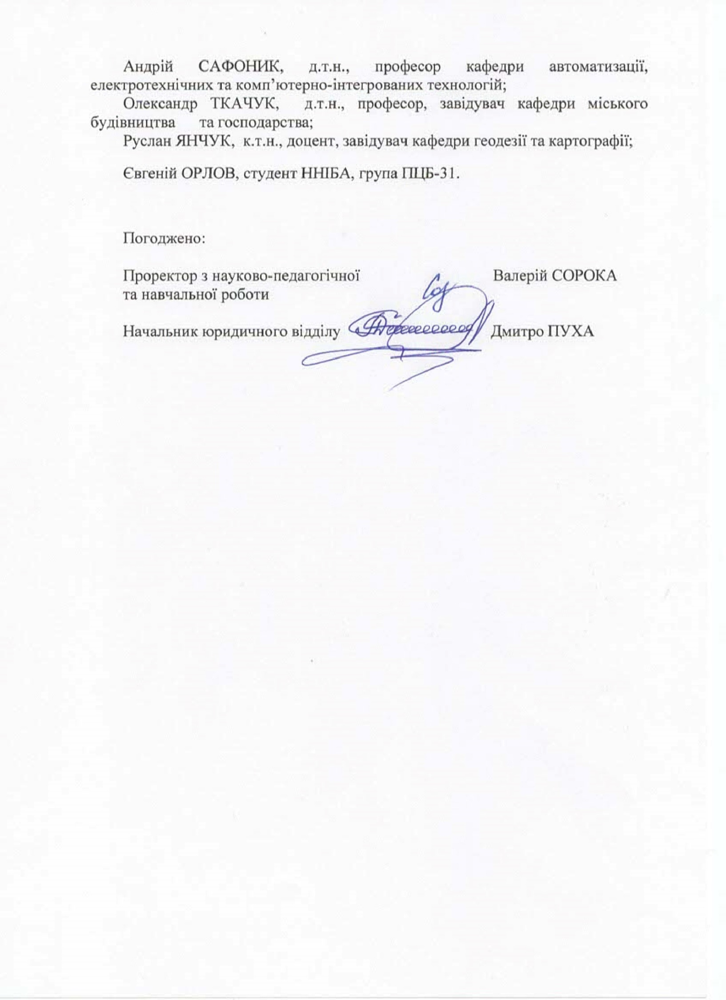 Андрій САФОНИК, д.т.н., професор кафедри автоматизації,
електротехнічних та комп’ютерно-інтегрованих технологій;
Олександр ТКАЧУК, д.т.н., професор, завідувач кафедри міського
будівництва та господарства;
Руслан ЯНЧУК, к.т.н., доцент, завідувач кафедри геодезії та картографії;
Євгеній ОРЛОВ, студент ННІБА, група ПЦБ-31.
Погоджено:
Проректор з науково-педагогічної Валерій СОРОКА
та навчальної роботи
Начальник юридичного відділу Дмитро ПУХА